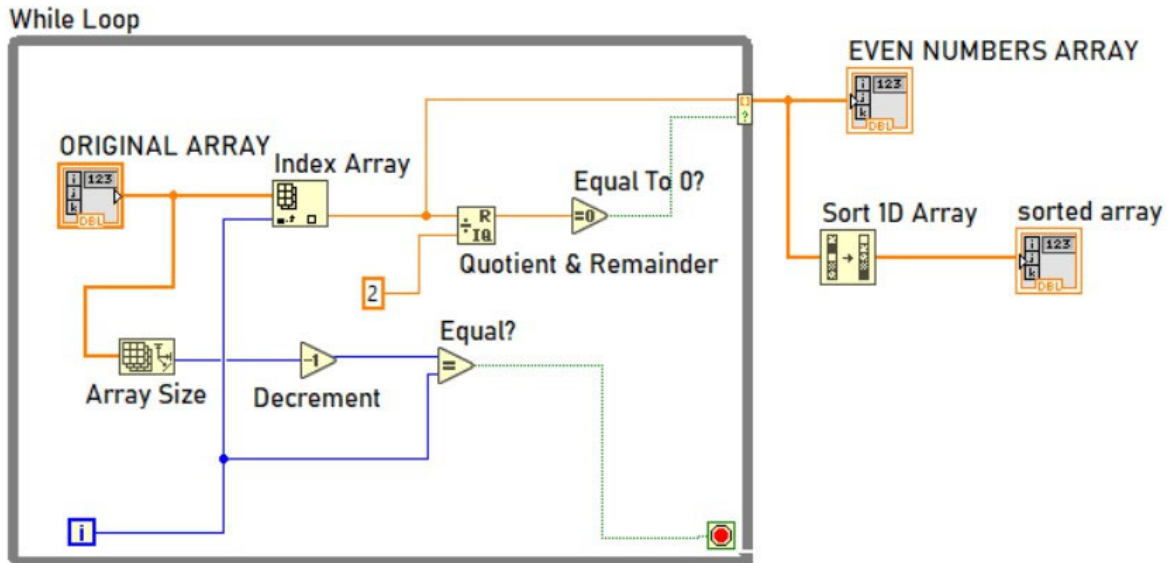 While Loop
EVEN NUMBERS ARRAY
i 123
j
k
DBL
ORIGINAL ARRAY
i 123
j
k
DBL
Index Array
Equal To 0?
R
IQ
=0
[]
?
Sort 1D Array
sorted array
i 123
j
k
DBL
Quotient & Remainder
2
Equal?
-1
=
Array Size
Decrement
i